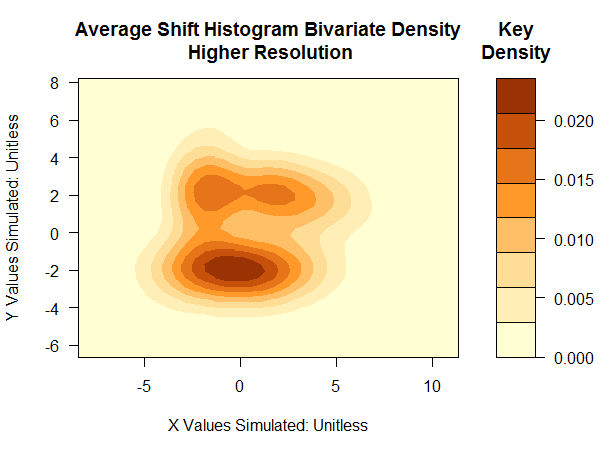 Average Shift Histogram Bivariate Density
Higher Resolution
Key
Density
8
6
4
2
0
-2
-4
-6
Y Values Simulated: Unitless
-5
0
5
10
X Values Simulated: Unitless
0.020
0.015
0.010
0.005
0.000